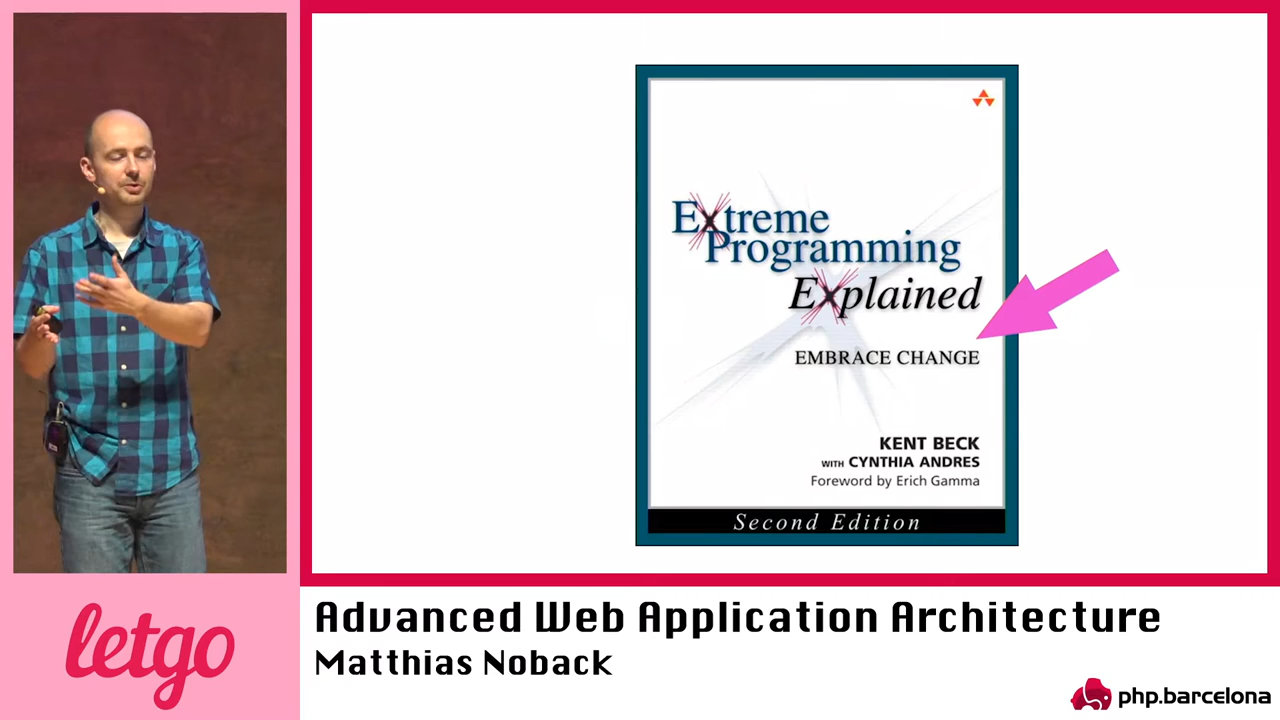 Extreme
Programming
Explained
EMBRACE CHANGE
KENT BECK
WITH CYNTHIA ANDRES
Foreword by Erich Gamma
Second Edition
letgo
Advanced Web Application Architecture
Matthias Noback
php.barcelona